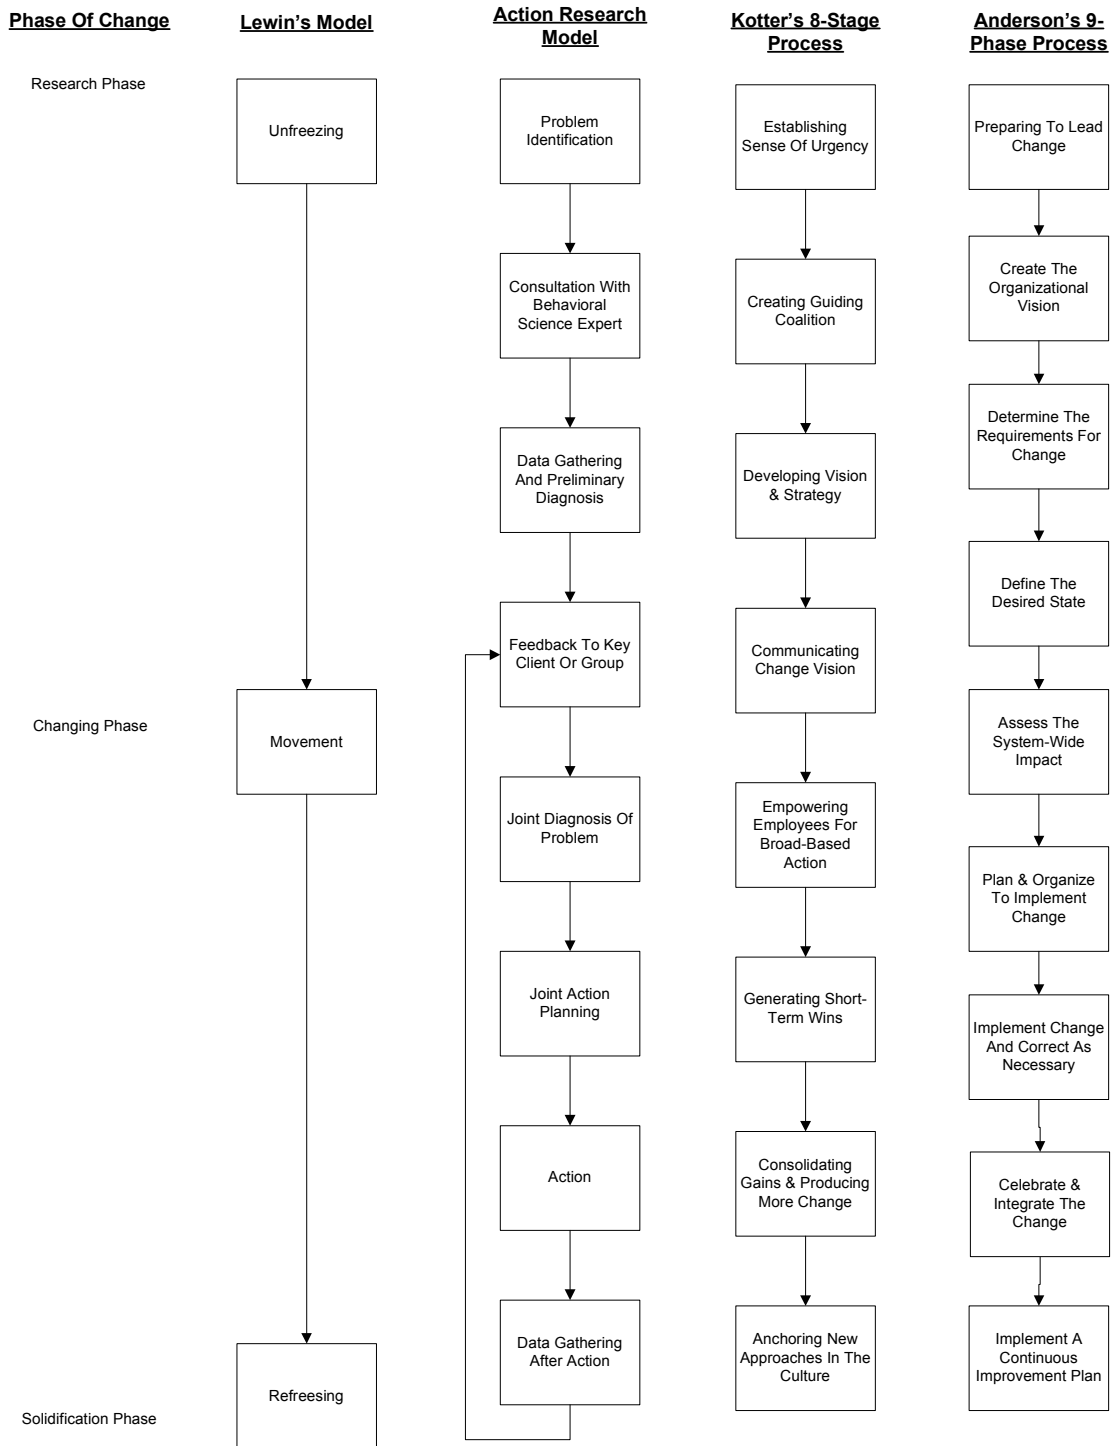 Phase Of Change
Lewin's Model
Action Research
Model
Kotter's 8-Stage
Process
Anderson's 9-
Phase Process
Research Phase
Changing Phase
Solidification Phase
Unfreezing
Movement
Refreesing
Problem
Identification
Consultation With
Behavioral
Science Expert
Data Gathering
And Preliminary
Diagnosis
Feedback To Key
Client Or Group
Joint Diagnosis Of
Problem
Joint Action
Planning
Action
Data Gathering
After Action
Establishing
Sense Of Urgency
Creating Guiding
Coalition
Developing Vision
& Strategy
Communicating
Change Vision
Empowering
Employees For
Broad-Based
Action
Generating Short-
Term Wins
Consolidating
Gains & Producing
More Change
Anchoring New
Approaches In The
Culture
Preparing To Lead
Change
Create The
Organizational
Vision
Determine The
Requirements For
Change
Define The
Desired State
Assess The
System-Wide
Impact
Plan & Organize
To Implement
Change
Implement Change
And Correct As
Necessary
Celebrate &
Integrate The
Change
Implement A
Continuous
Improvement Plan